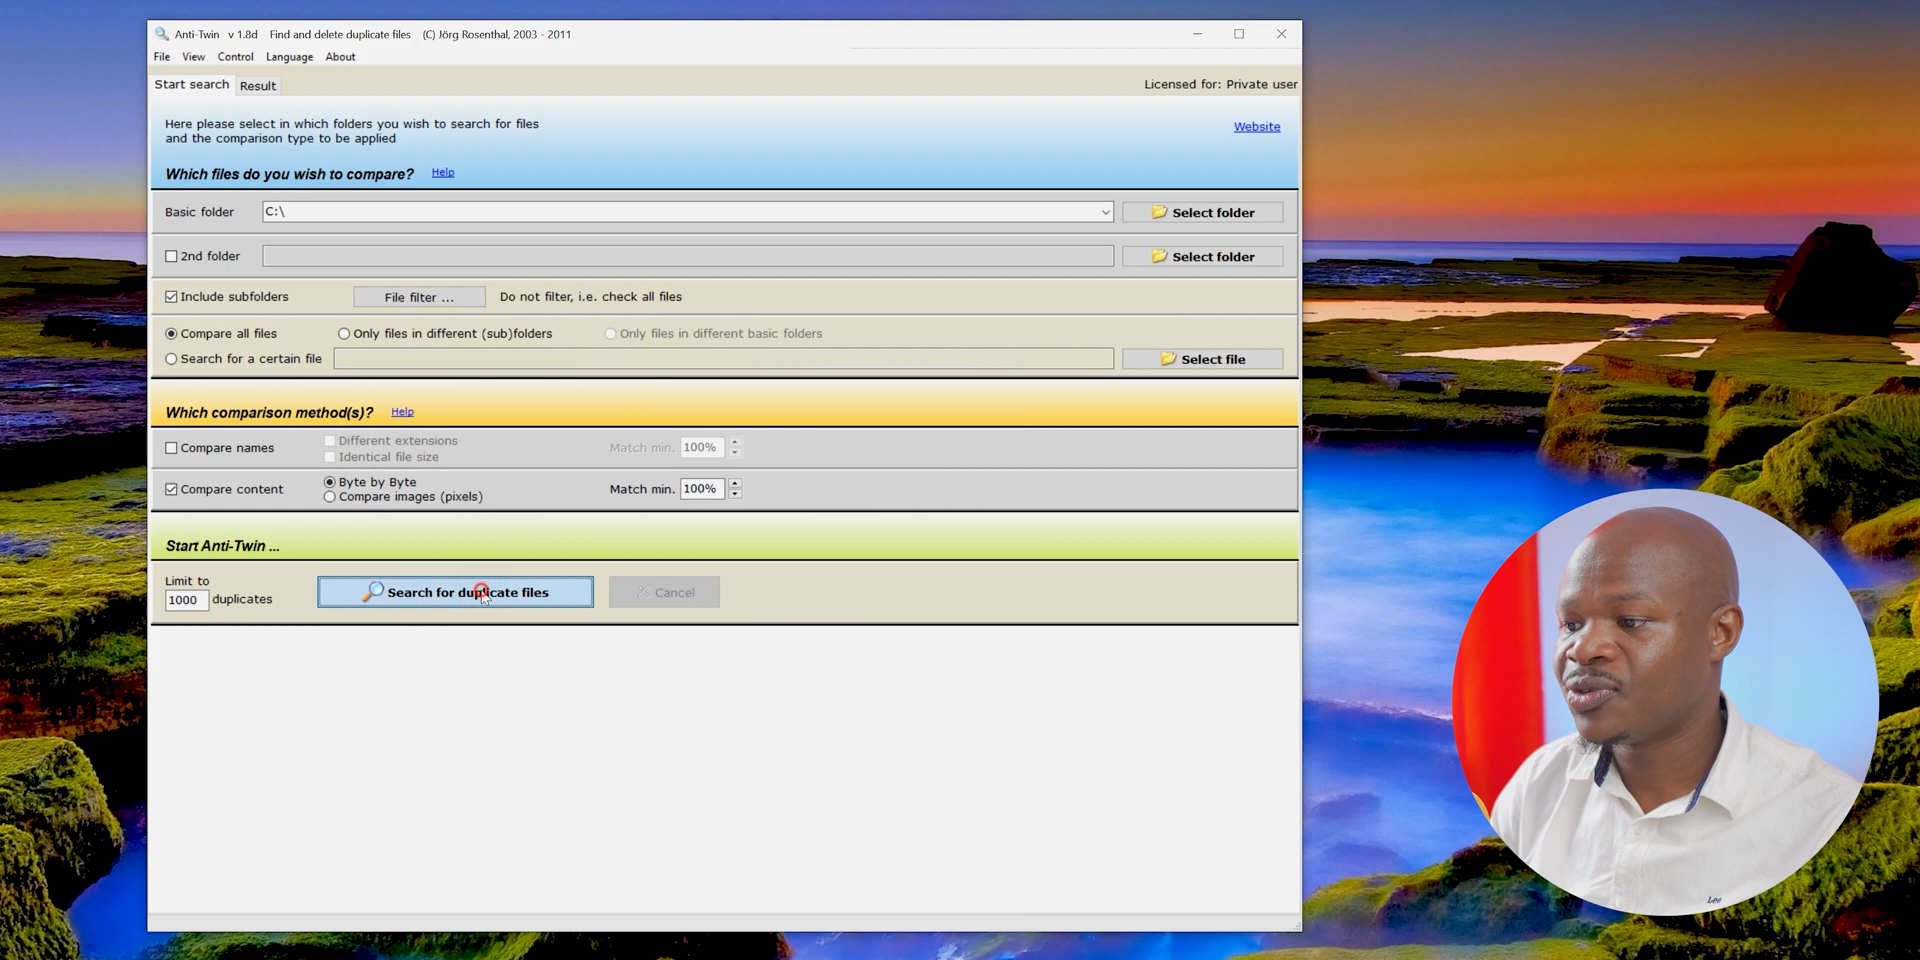 Anti-Twin v 1.8d Find and delete duplicate files (C) Jörg Rosenthal, 2003 - 2011
File View Control Language About
Start search Result Licensed for: Private user
Here please select in which folders you wish to search for files
and the comparison type to be applied
Website
Which files do you wish to compare? Help
Basic folder C:\ Select folder
2nd folder Select folder
Include subfolders File filter ... Do not filter, i.e. check all files
Compare all files Only files in different (sub)folders Only files in different basic folders
Search for a certain file Select file
Which comparison method(s)? Help
Compare names Different extensions Match min. 100%
Identical file size
Compare content Byte by Byte Match min. 100%
Compare images (pixels)
Start Anti-Twin ...
Limit to
1000 duplicates Search for duplicate files Cancel
Lee